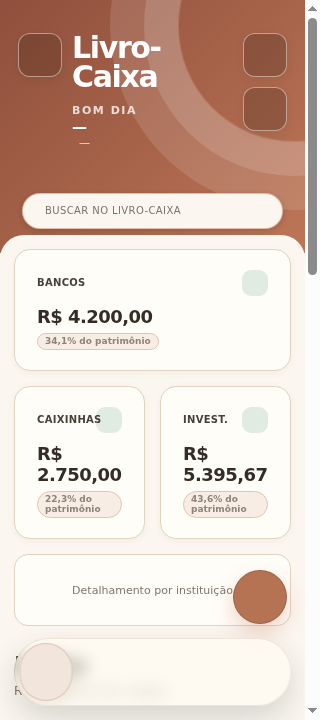 Livro-
Caixa
BOM DIA
—
—
BUSCAR NO LIVRO-CAIXA
BANCOS
R$ 4.200,00
34,1% do patrimônio
CAIXINHAS
R$
2.750,00
22,3% do
patrimônio
INVEST.
R$
5.395,67
43,6% do
patrimônio
Detalhamento por instituição